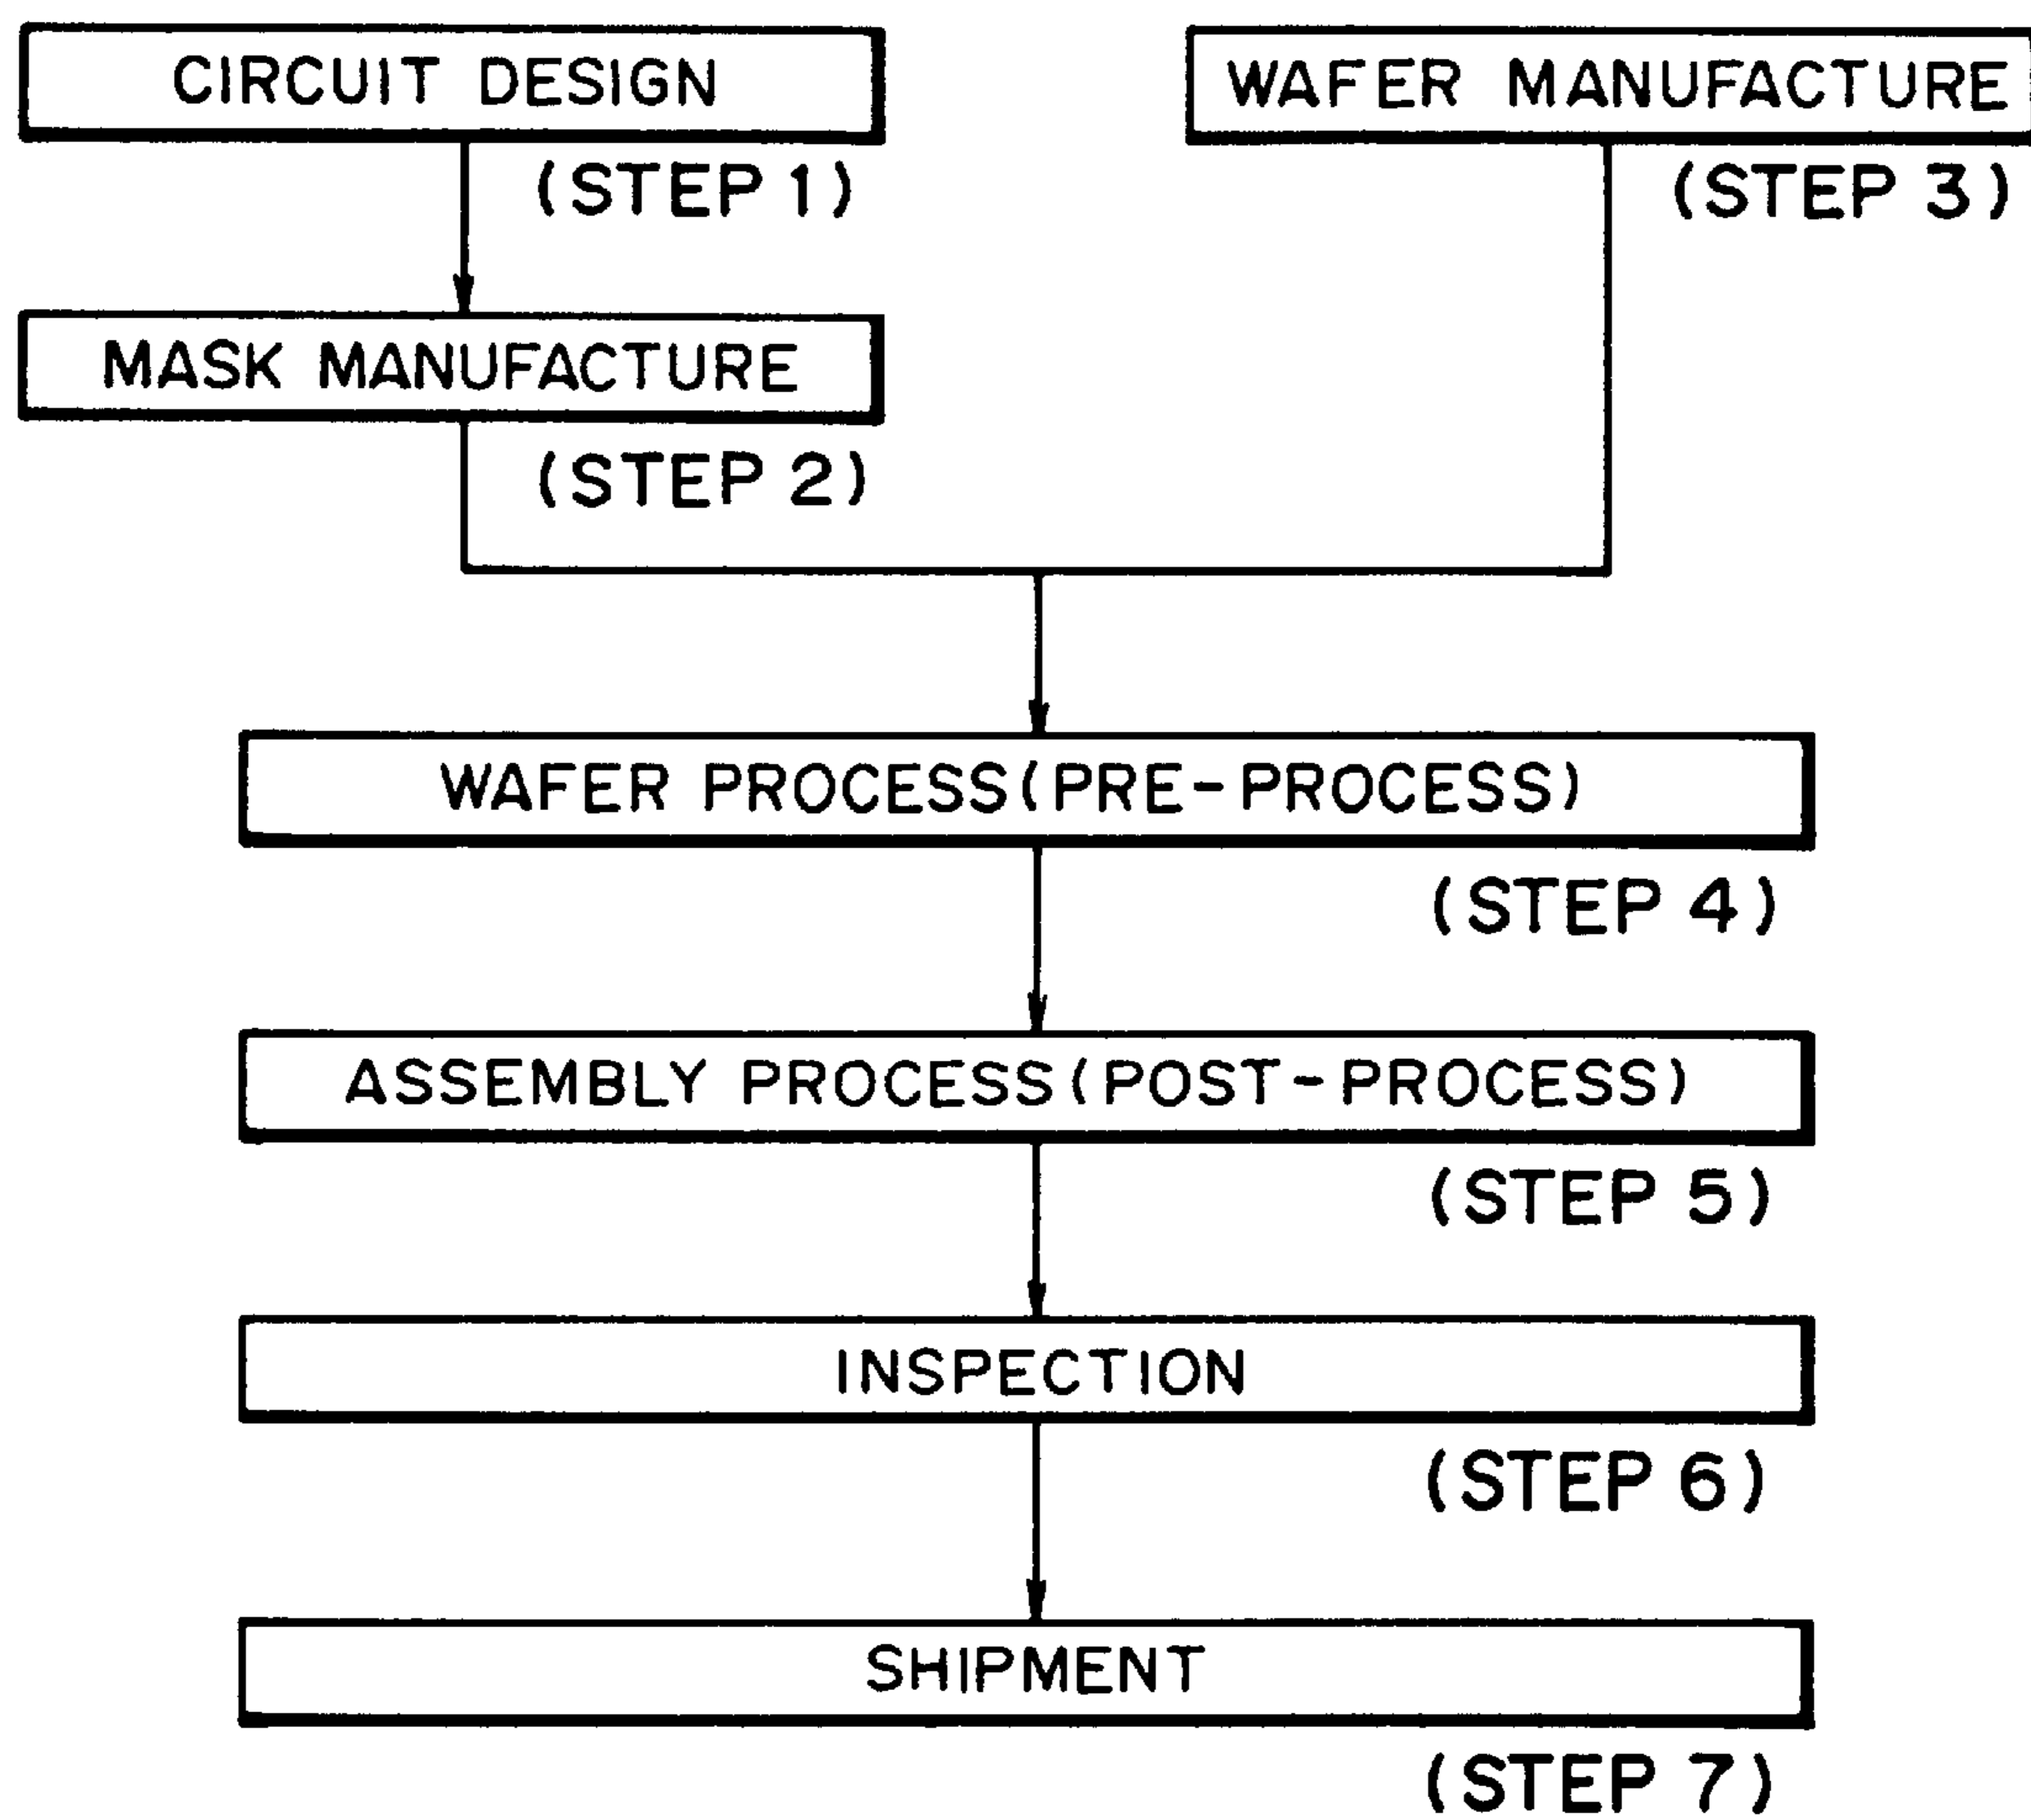 CIRCUIT DESIGN
(STEP 1)
WAFER MANUFACTURE
(STEP 3)
MASK MANUFACTURE
(STEP 2)
WAFER PROCESS(PRE-PROCESS)
(STEP 4)
ASSEMBLY PROCESS(POST-PROCESS)
(STEP 5)
INSPECTION
(STEP 6)
SHIPMENT
(STEP 7)